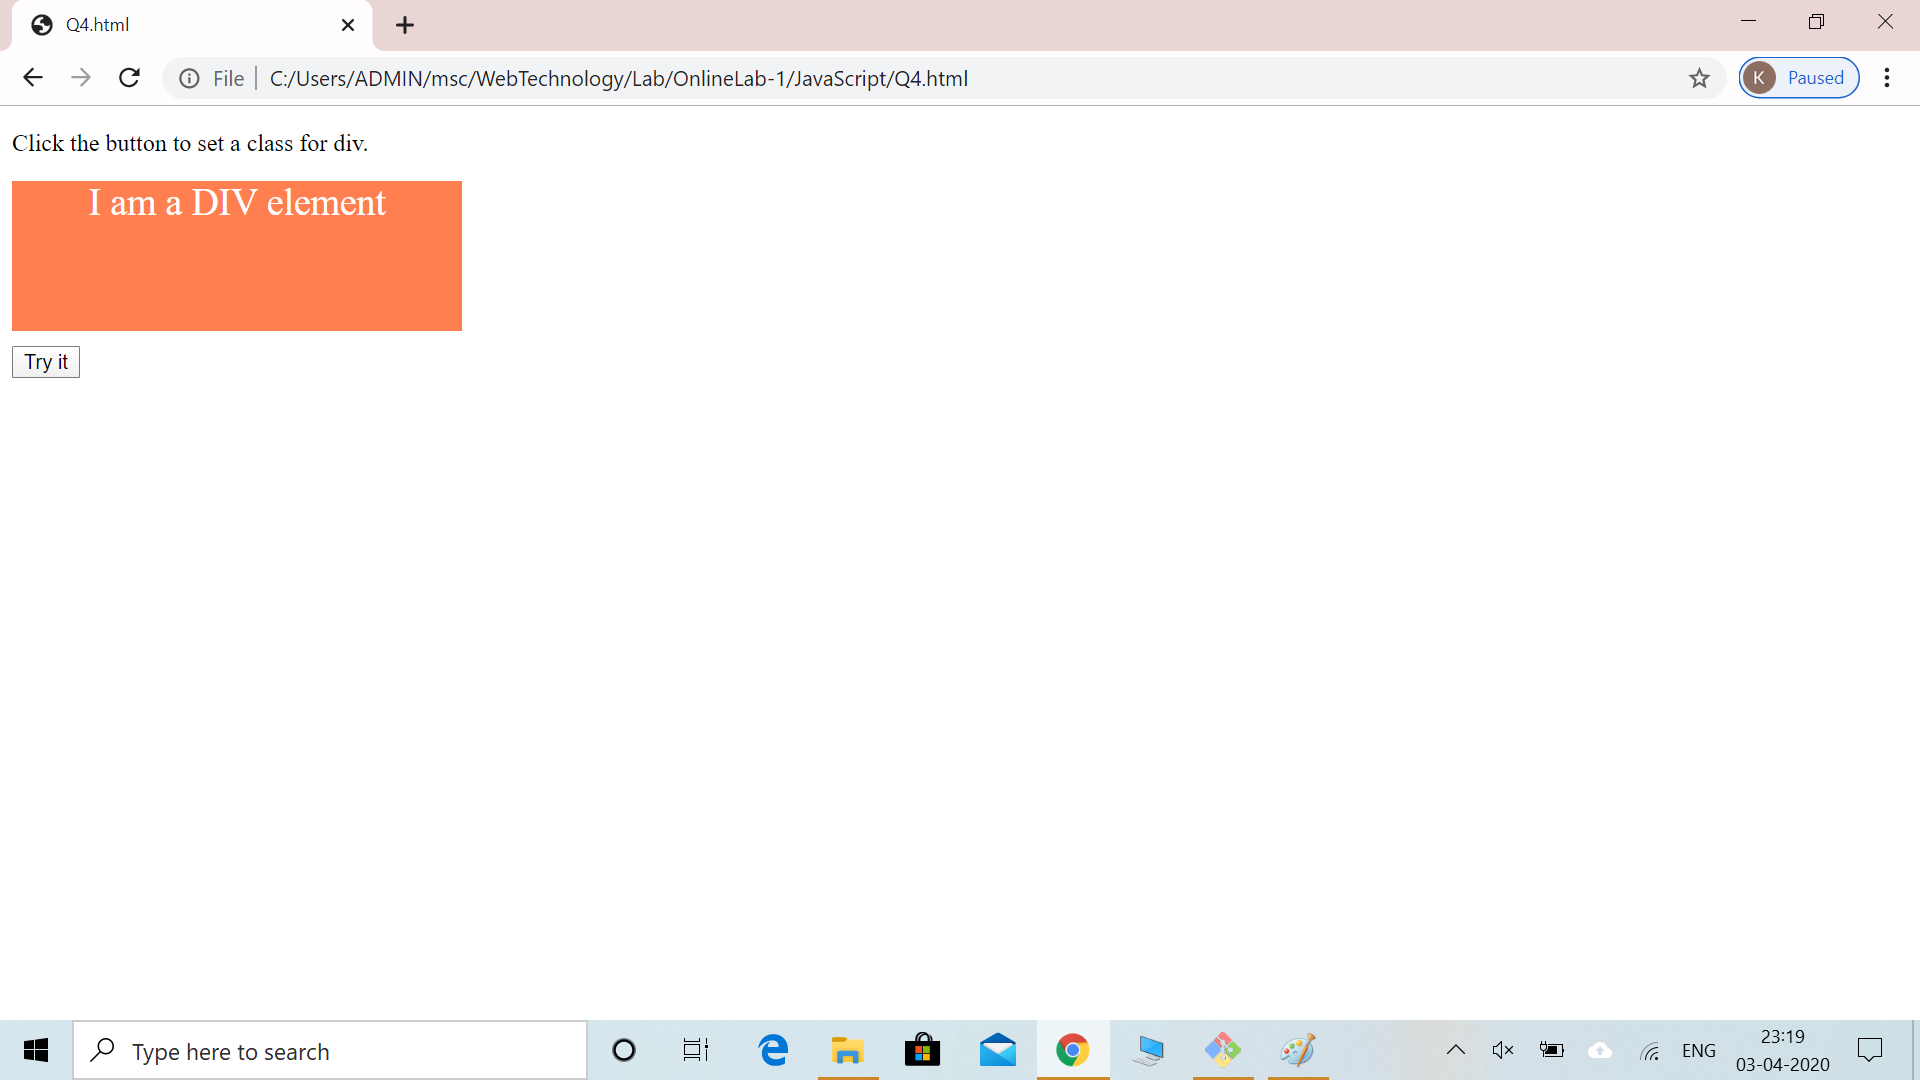 Q4.html
File C:/Users/ADMIN/msc/WebTechnology/Lab/OnlineLab-1/JavaScript/Q4.html
K Paused
Click the button to set a class for div.
I am a DIV element
Try it
Type here to search
ENG
23:19
03-04-2020